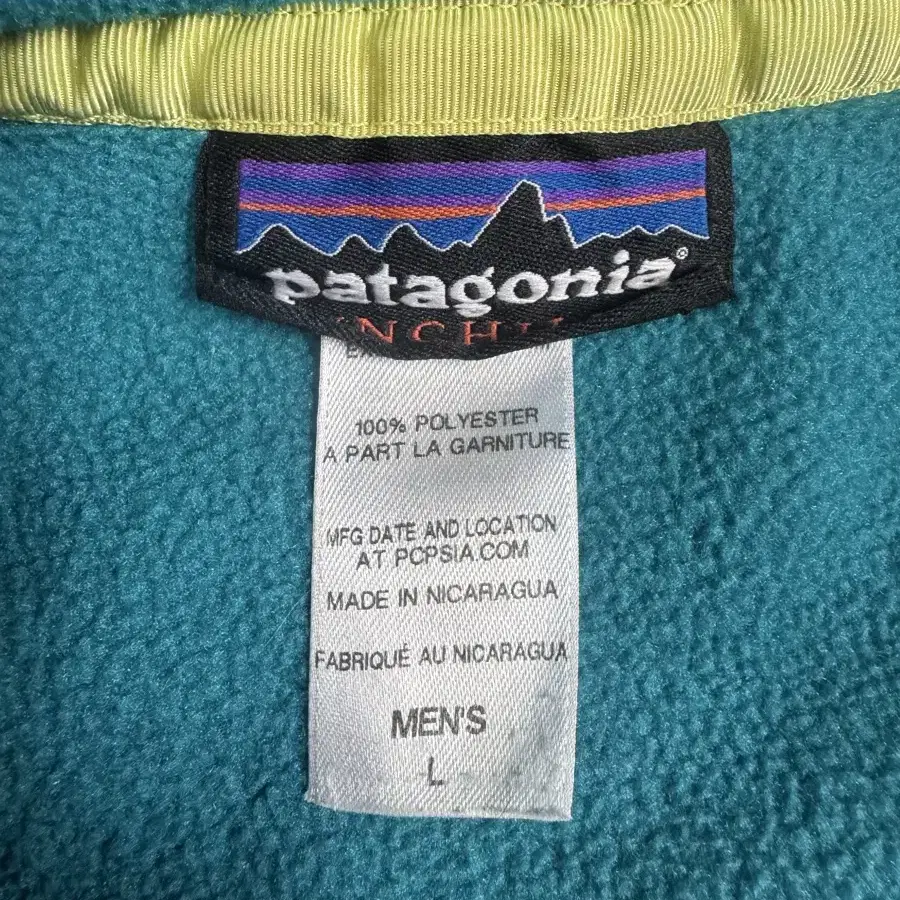 patagonia®
100% POLYESTER
A PART LA GARNITURE
MFG DATE AND LOCATION
AT PCPSIA.COM
MADE IN NICARAGUA
FABRIQUÉ AU NICARAGUA
MEN'S
L